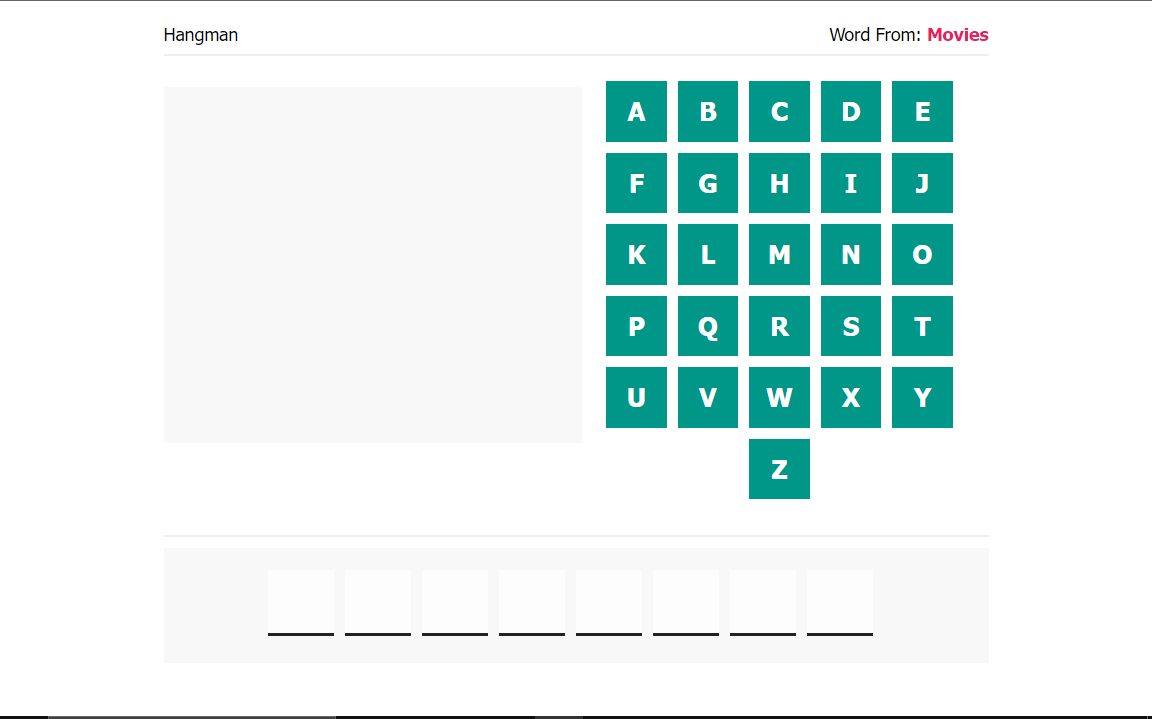 Hangman
Word From: Movies
A B C D E
F G H I J
K L M N O
P Q R S T
U V W X Y
Z